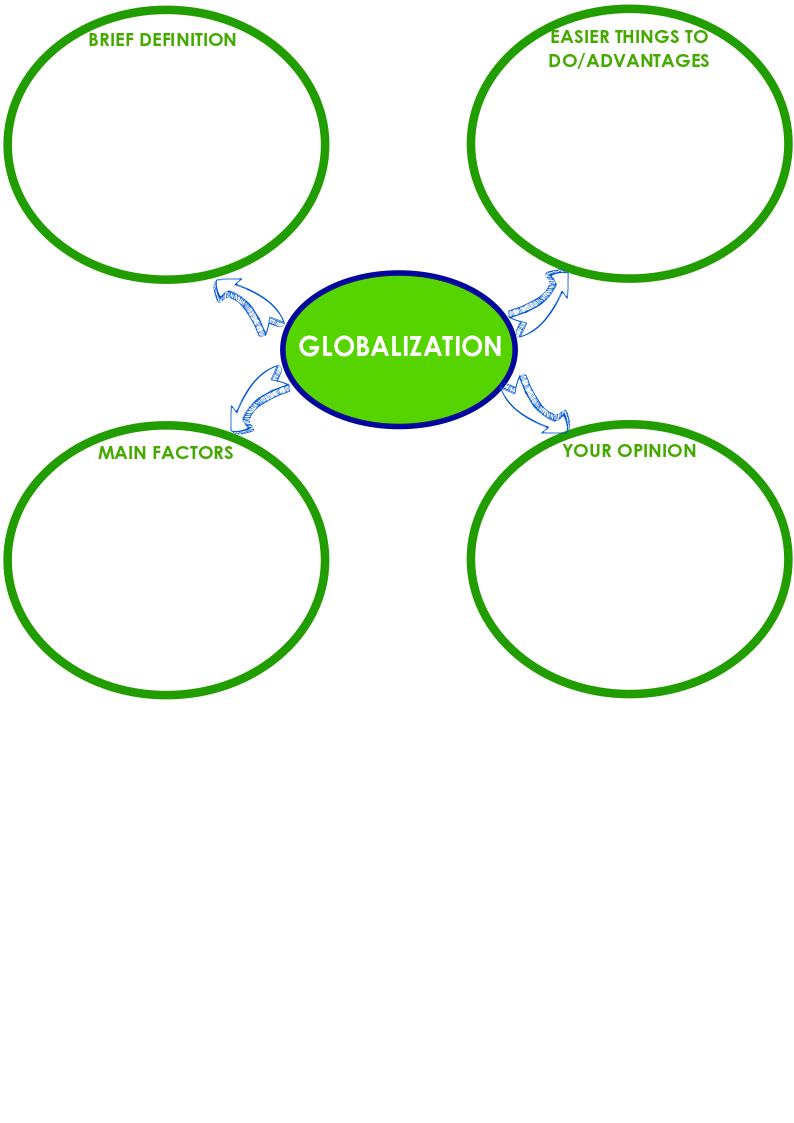 BRIEF DEFINITION
EASIER THINGS TO
DO/ADVANTAGES
GLOBALIZATION
MAIN FACTORS
YOUR OPINION